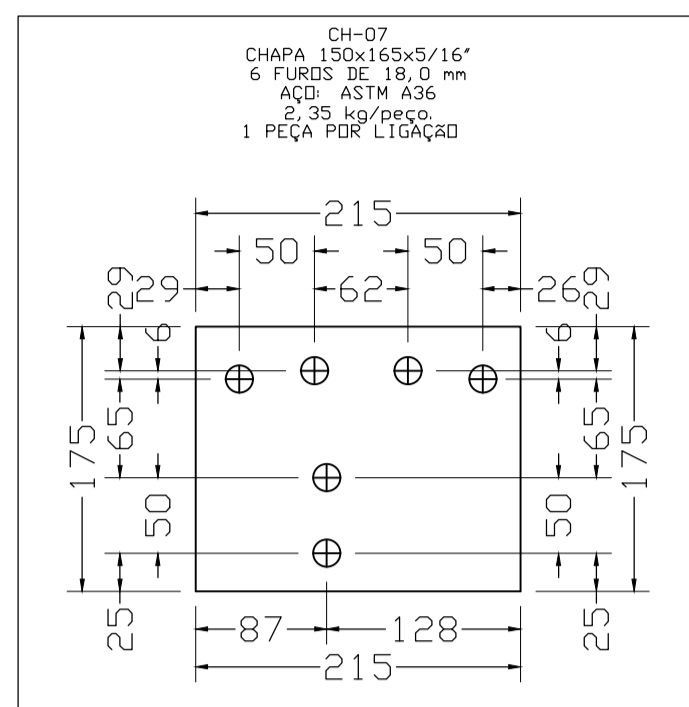 CH-07
CHAPA 150x165x5/16"
6 FUROS DE 18,0 mm
AÇO: ASTM A36
2,35 kg/peço.
1 PEÇA POR LIGAÇÃO
215
50 50
29 29 62 26 29
6 6
65 65
175 175
50 50
25 25
87 128
215